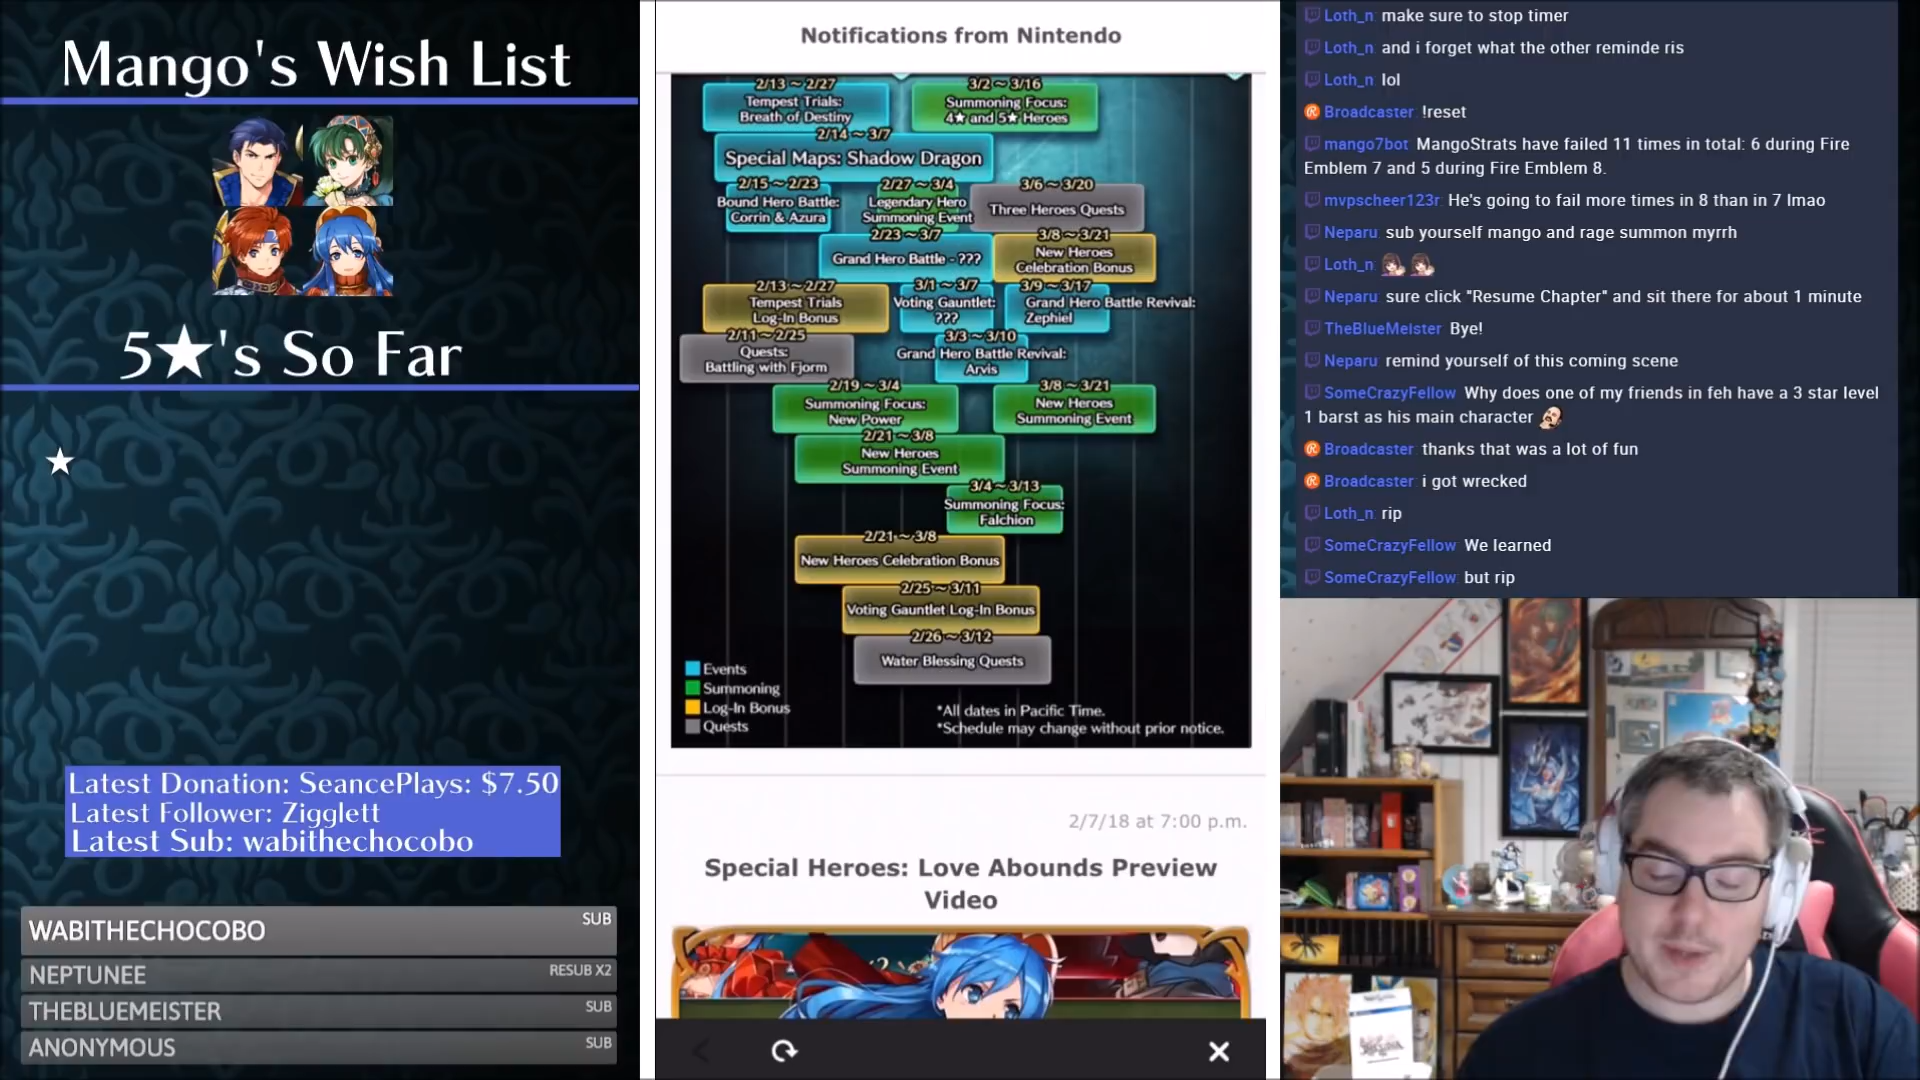 Mango's Wish List
5★'s So Far
Latest Donation: SeancePlays: $7.50
Latest Follower: Zigglett
Latest Sub: wabithechocobo
WABITHECHOCOBO SUB
NEPTUNEE RESUB X2
THEBLUEMEISTER SUB
ANONYMOUS SUB
Notifications from Nintendo
2/13 ~ 2/27
Tempest Trials:
Breath of Destiny
3/2 ~ 3/16
Summoning Focus:
4★ and 5★ Heroes
2/14 ~ 3/7
Special Maps: Shadow Dragon
2/15 ~ 2/23
Bound Hero Battle:
Corrin & Azura
2/27 ~ 3/4
Legendary Hero
Summoning Event
3/6 ~ 3/20
Three Heroes Quests
2/23 ~ 3/7
Grand Hero Battle - ???
3/8 ~ 3/21
New Heroes
Celebration Bonus
2/13 ~ 2/27
Tempest Trials
Log-In Bonus
3/1 ~ 3/7
Voting Gauntlet:
???
3/9 ~ 3/17
Grand Hero Battle Revival:
Zephiel
2/11 ~ 2/25
Quests:
Battling with Fjorm
3/3 ~ 3/10
Grand Hero Battle Revival:
Arvis
2/19 ~ 3/4
Summoning Focus:
New Power
3/8 ~ 3/21
New Heroes
Summoning Event
2/21 ~ 3/8
New Heroes
Summoning Event
3/4 ~ 3/13
Summoning Focus:
Falchion
2/21 ~ 3/8
New Heroes Celebration Bonus
2/25 ~ 3/11
Voting Gauntlet Log-In Bonus
2/26 ~ 3/12
Water Blessing Quests
Events
Summoning
Log-In Bonus
Quests
*All dates in Pacific Time.
*Schedule may change without prior notice.
2/7/18 at 7:00 p.m.
Special Heroes: Love Abounds Preview
Video
Loth_n: make sure to stop timer
Loth_n: and i forget what the other reminde ris
Loth_n: lol
Broadcaster: !reset
mango7bot: MangoStrats have failed 11 times in total: 6 during Fire
Emblem 7 and 5 during Fire Emblem 8.
mvpscheer123r: He's going to fail more times in 8 than in 7 lmao
Neparu: sub yourself mango and rage summon myrrh
Loth_n:
Neparu: sure click "Resume Chapter" and sit there for about 1 minute
TheBlueMeister: Bye!
Neparu: remind yourself of this coming scene
SomeCrazyFellow: Why does one of my friends in feh have a 3 star level
1 barst as his main character
Broadcaster: thanks that was a lot of fun
Broadcaster: i got wrecked
Loth_n: rip
SomeCrazyFellow: We learned
SomeCrazyFellow: but rip